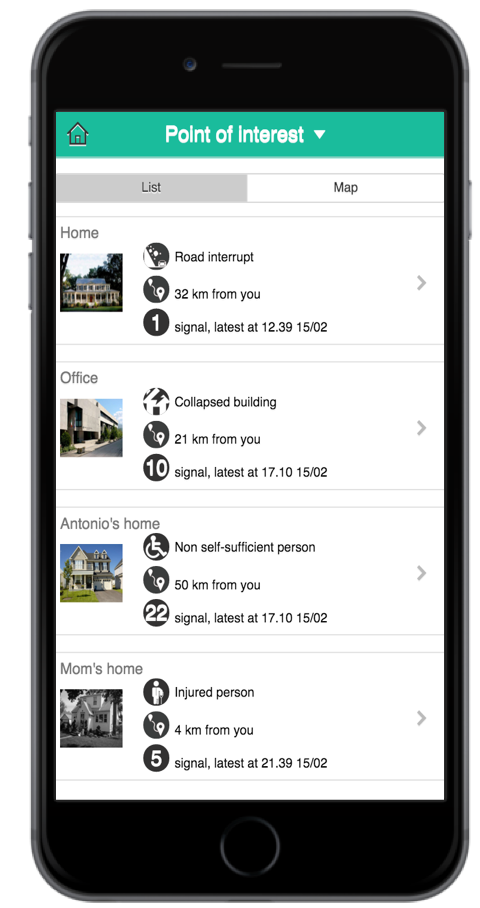 Point of interest
List
Map
Home
Road interrupt
32 km from you
1 signal, latest at 12.39 15/02
Office
Collapsed building
21 km from you
10 signal, latest at 17.10 15/02
Antonio's home
Non self-sufficient person
50 km from you
22 signal, latest at 17.10 15/02
Mom's home
Injured person
4 km from you
5 signal, latest at 21.39 15/02